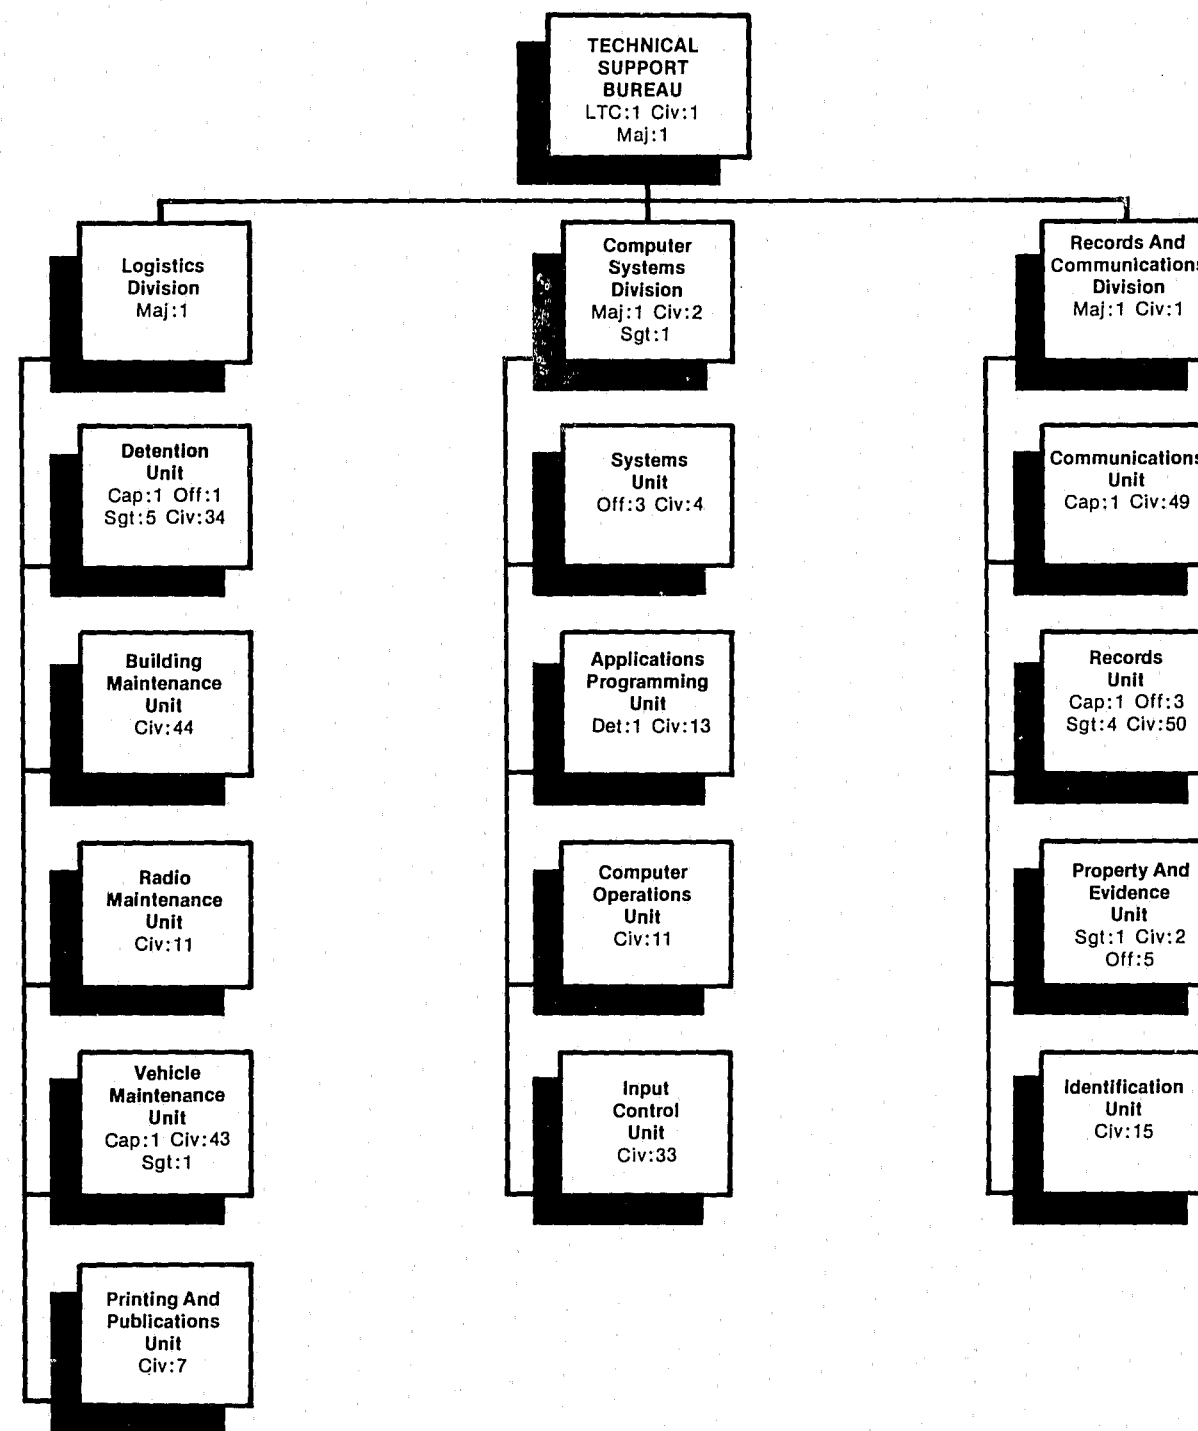 TECHNICAL
SUPPORT
BUREAU
LTC:1 Civ:1
Maj:1
Logistics
Division
Maj:1
Detention
Unit
Cap:1 Off:1
Sgt:5 Civ:34
Building
Maintenance
Unit
Civ:44
Radio
Maintenance
Unit
Civ:11
Vehicle
Maintenance
Unit
Cap:1 Civ:43
Sgt:1
Printing And
Publications
Unit
Civ:7
Computer
Systems
Division
Maj:1 Civ:2
Sgt:1
Systems
Unit
Off:3 Civ:4
Applications
Programming
Unit
Det:1 Civ:13
Computer
Operations
Unit
Civ:11
Input
Control
Unit
Civ:33
Records And
Communications
Division
Maj:1 Civ:1
Communications
Unit
Cap:1 Civ:49
Records
Unit
Cap:1 Off:3
Sgt:4 Civ:50
Property And
Evidence
Unit
Sgt:1 Civ:2
Off:5
Identification
Unit
Civ:15